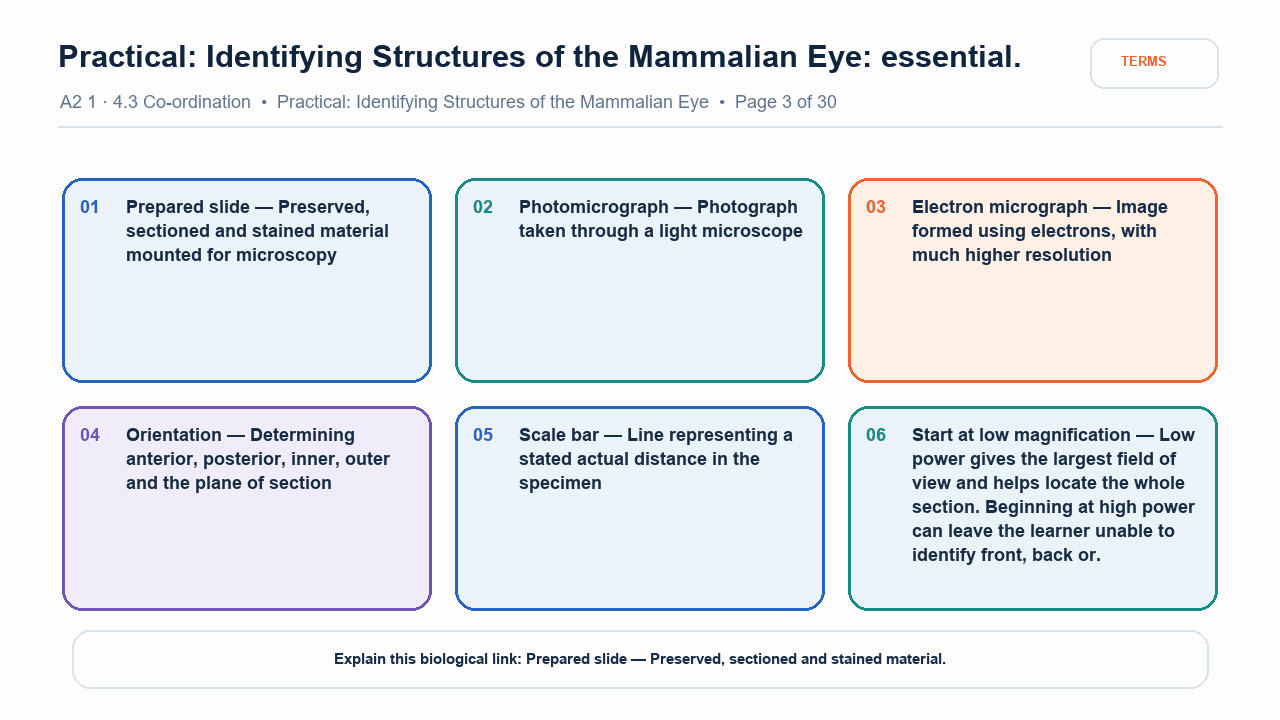 Practical: Identifying Structures of the Mammalian Eye: essential.
TERMS
A2 1 · 4.3 Co-ordination • Practical: Identifying Structures of the Mammalian Eye • Page 3 of 30
01
Prepared slide — Preserved,
sectioned and stained material
mounted for microscopy
02
Photomicrograph — Photograph
taken through a light microscope
03
Electron micrograph — Image
formed using electrons, with
much higher resolution
04
Orientation — Determining
anterior, posterior, inner, outer
and the plane of section
05
Scale bar — Line representing a
stated actual distance in the
specimen
06
Start at low magnification — Low
power gives the largest field of
view and helps locate the whole
section. Beginning at high power
can leave the learner unable to
identify front, back or.
Explain this biological link: Prepared slide — Preserved, sectioned and stained material.